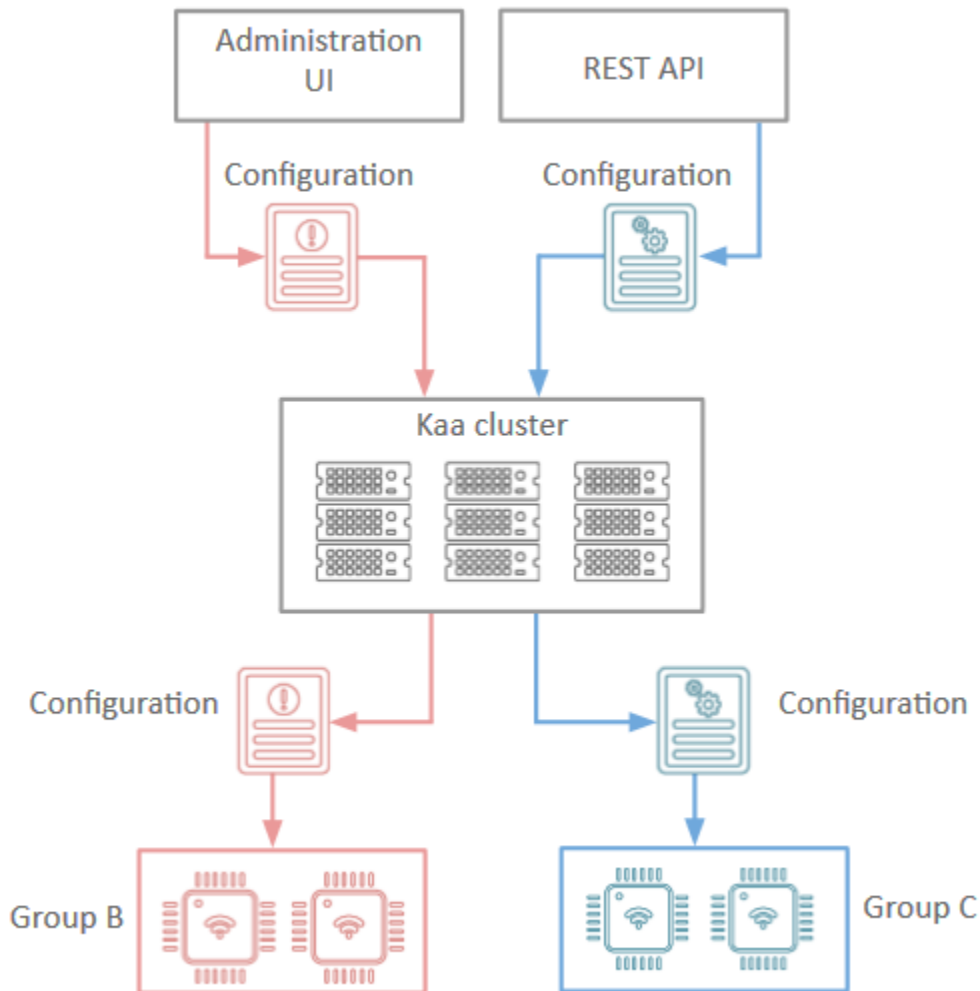 Administration
UI
REST API
Configuration
Configuration
Kaa cluster
Configuration
Configuration
Group B
Group C